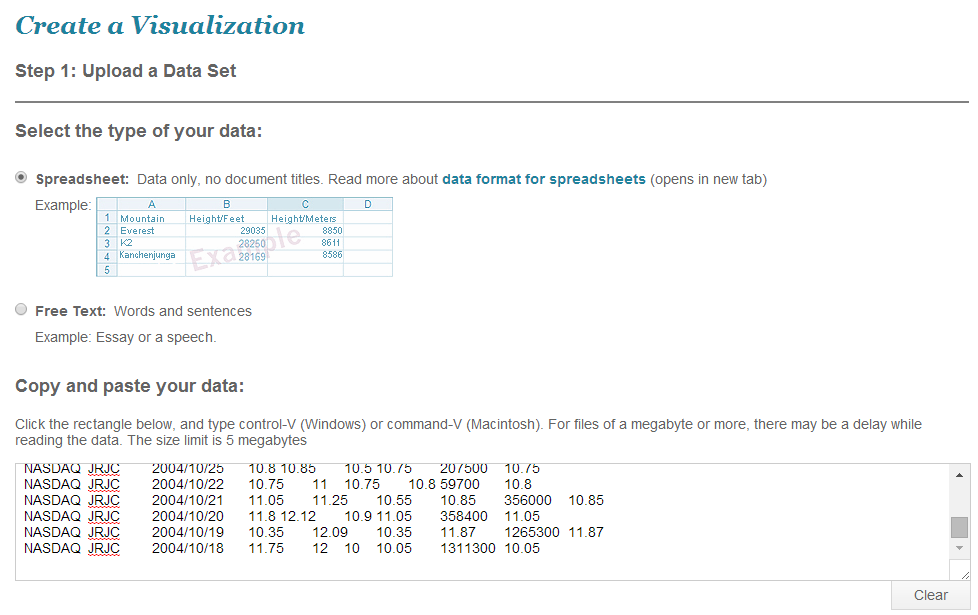 Create a Visualization
Step 1: Upload a Data Set
Select the type of your data:
Spreadsheet: Data only, no document titles. Read more about data format for spreadsheets (opens in new tab)
Example:
A B C D
1 Mountain Height/Feet Height/Meters
2 Everest 29035 8850
3 K2 28250 8611
4 Kanchenjunga 28169 8586
5
Example
Free Text: Words and sentences
Example: Essay or a speech.
Copy and paste your data:
Click the rectangle below, and type control-V (Windows) or command-V (Macintosh). For files of a megabyte or more, there may be a delay while
reading the data. The size limit is 5 megabytes
NASDAQ JRJC 2004/10/25 10.8 10.85 10.5 10.75 207500 10.75
NASDAQ JRJC 2004/10/22 10.75 11 10.75 10.8 59700 10.8
NASDAQ JRJC 2004/10/21 11.05 11.25 10.55 10.85 356000 10.85
NASDAQ JRJC 2004/10/20 11.8 12.12 10.9 11.05 358400 11.05
NASDAQ JRJC 2004/10/19 10.35 12.09 10.35 11.87 1265300 11.87
NASDAQ JRJC 2004/10/18 11.75 12 10 10.05 1311300 10.05
Clear